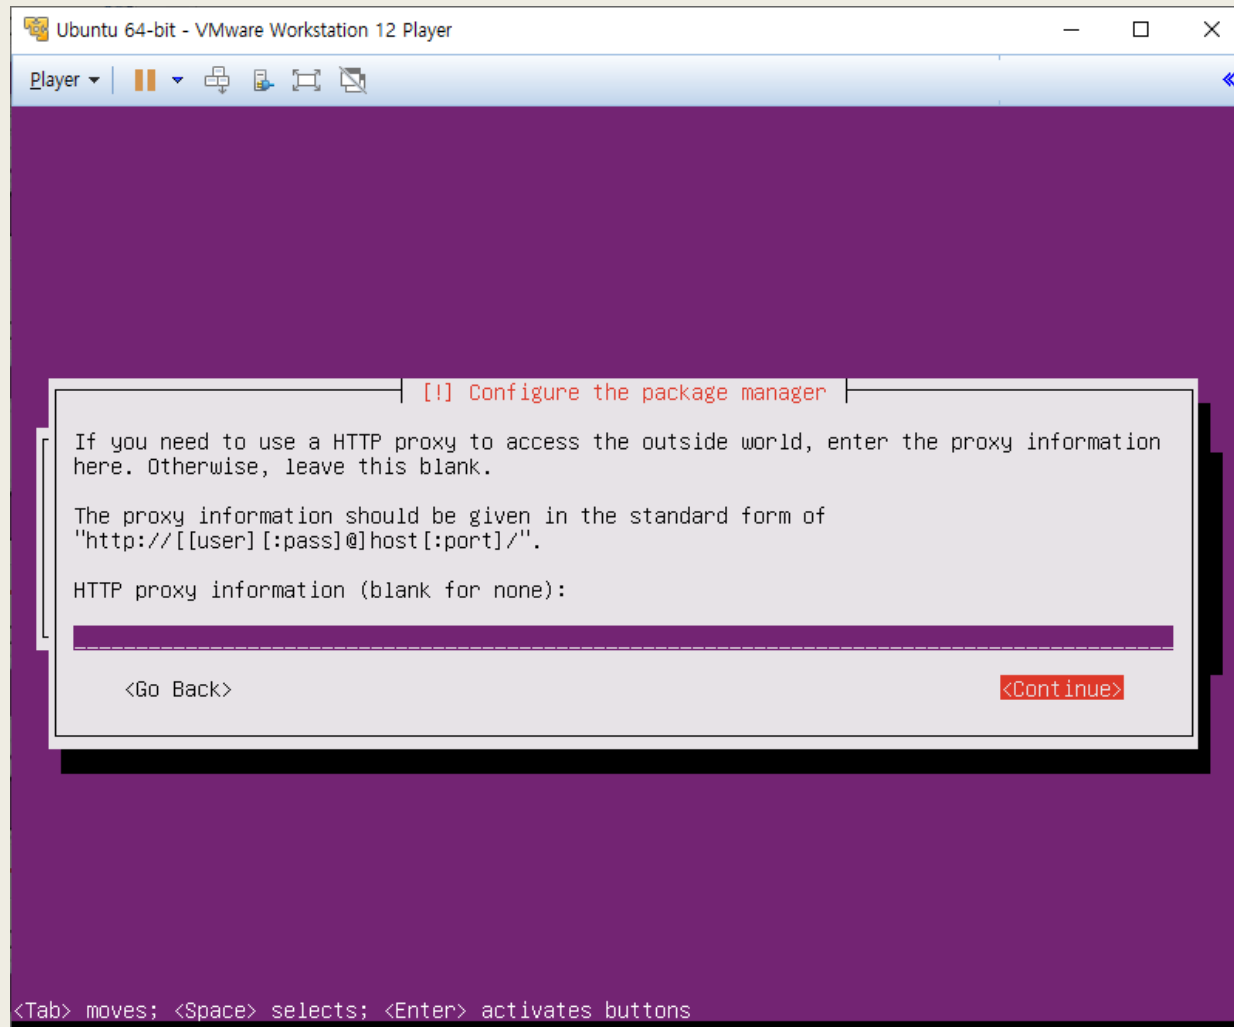 Ubuntu 64-bit - VMware Workstation 12 Player
Player
[!] Configure the package manager
If you need to use a HTTP proxy to access the outside world, enter the proxy information
here. Otherwise, leave this blank.
The proxy information should be given in the standard form of
"http://[[user][:pass]@]host[:port]/".
HTTP proxy information (blank for none):
<Go Back> <Continue>
<Tab> moves; <Space> selects; <Enter> activates buttons